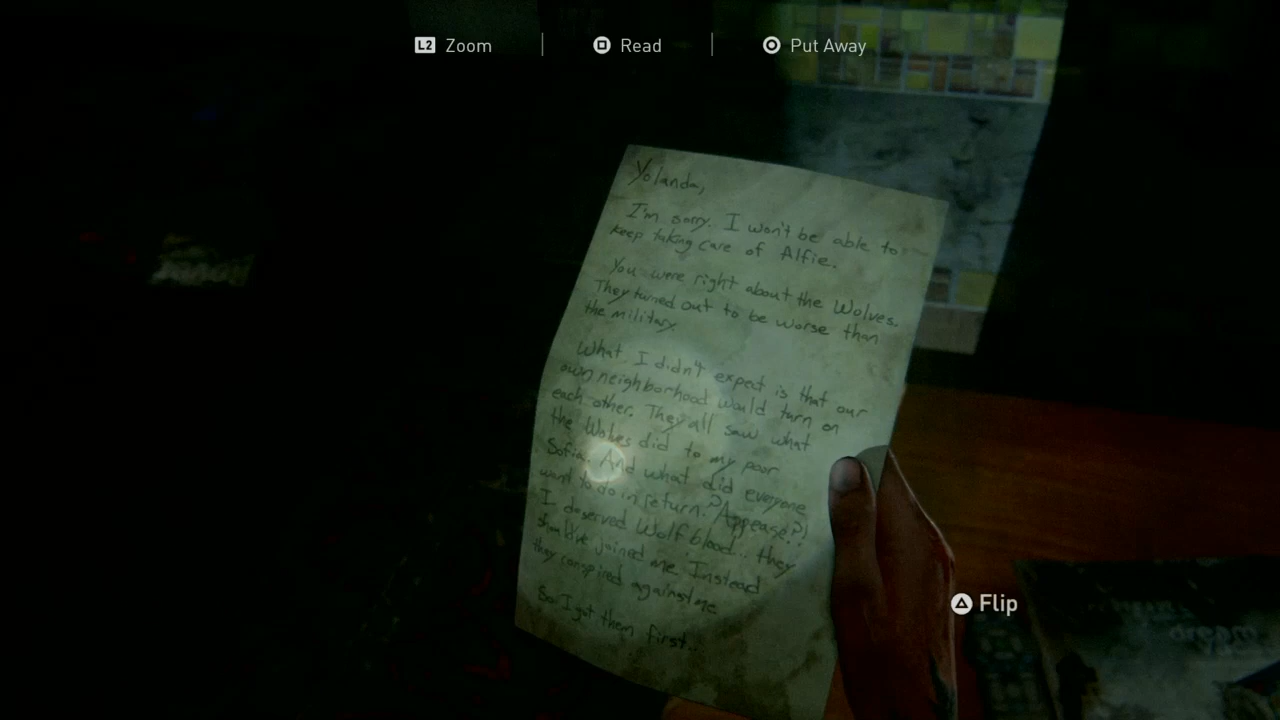 L2 Zoom | Read | Put Away
Yolanda,
I'm sorry. I won't be able to
keep taking care of Alfie.
You were right about the Wolves.
They turned out to be worse than
the military.
What I didn't expect is that our
own neighborhood would turn on
each other. They all saw what
the Wolves did to my poor
Sofia. And what did everyone
want to do in return? Appease?!
I deserved Wolf blood... they
should've joined me. Instead
they conspired against me
So I got them first...
Flip
dream